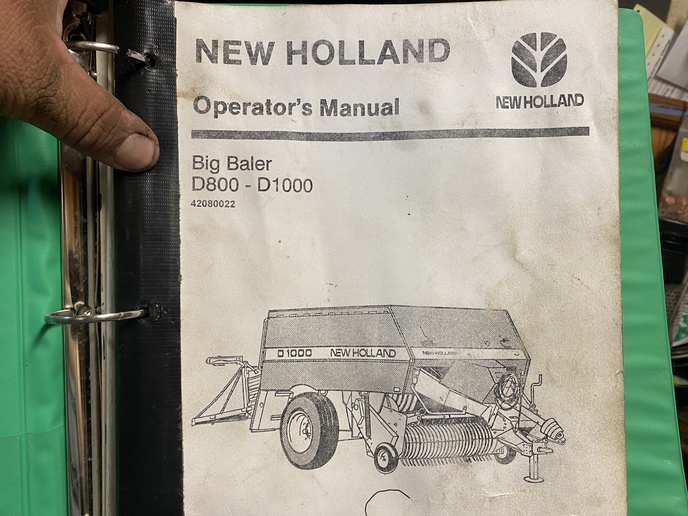 NEW HOLLAND
NEW HOLLAND
Operator's Manual
Big Baler
D800 - D1000
42080022
D1000 NEW HOLLAND
NEW HOLLAND